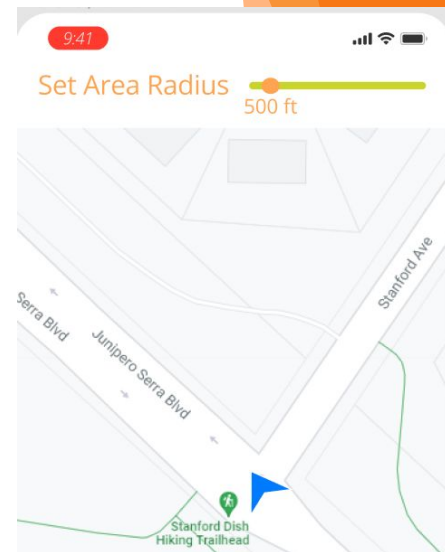 9:41
Set Area Radius
500 ft
Stanford Ave
Serra Blvd
Junipero Serra Blvd
Stanford Dish
Hiking Trailhead